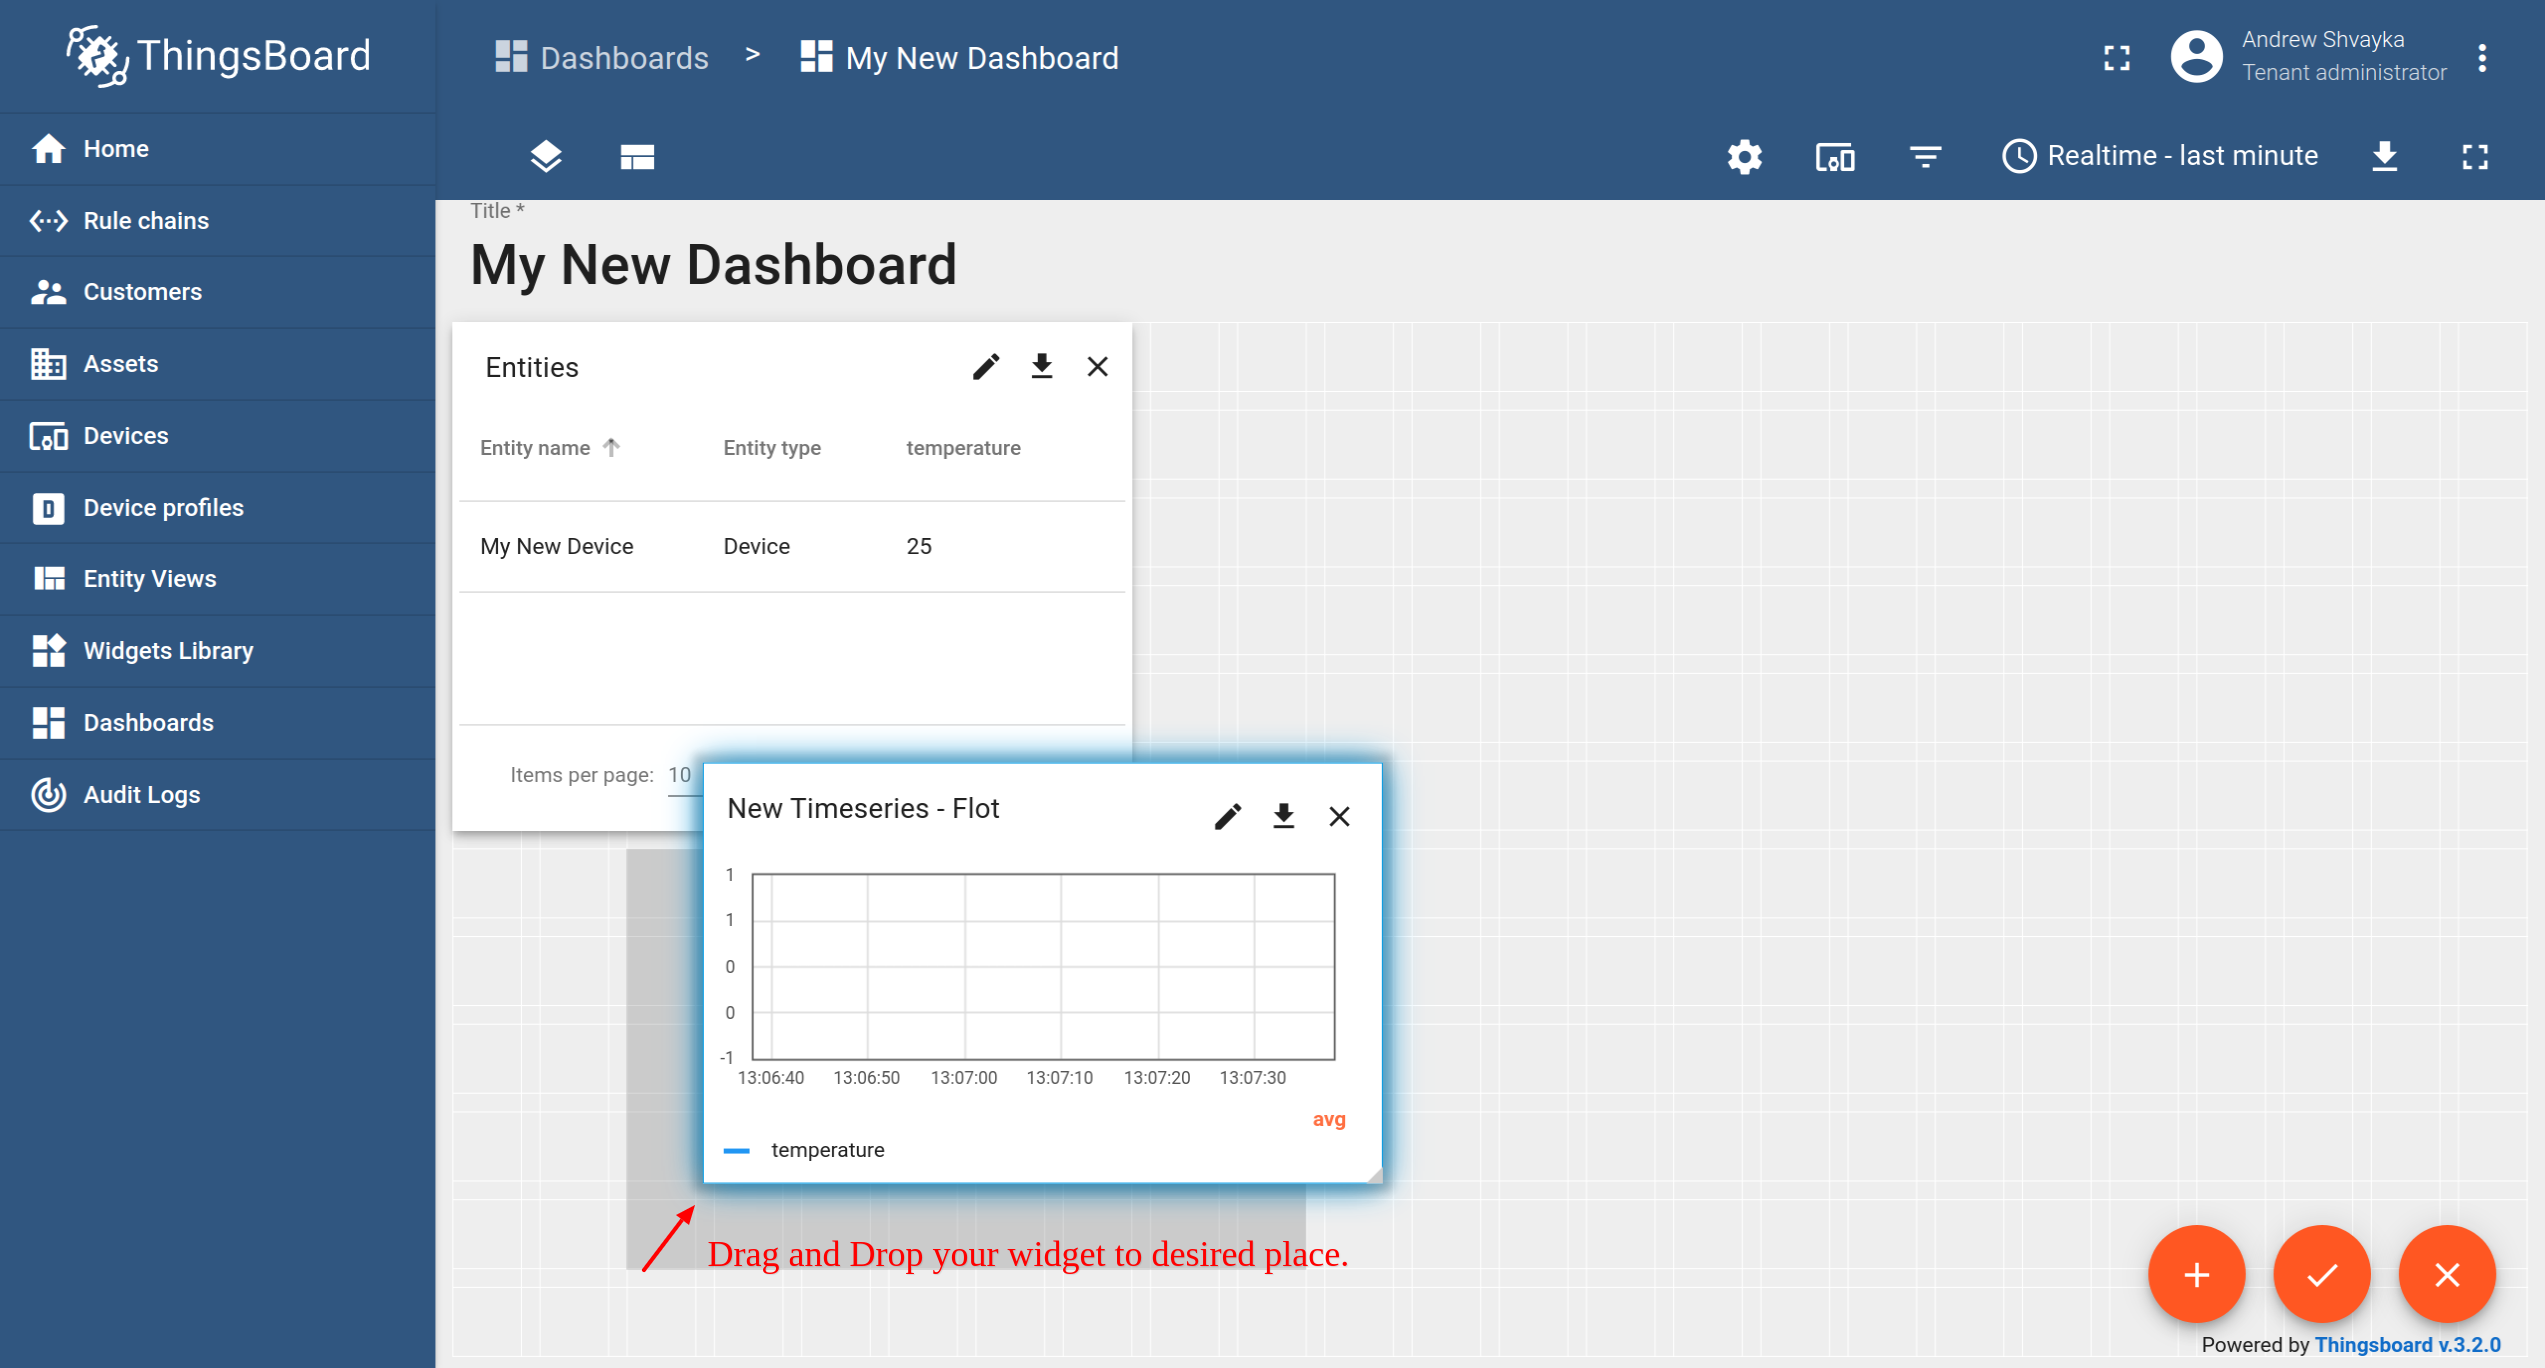 ThingsBoard
Dashboards > My New Dashboard
Andrew Shvayka
Tenant administrator
Realtime - last minute
Home
Rule chains
Customers
Assets
Devices
Device profiles
Entity Views
Widgets Library
Dashboards
Audit Logs
Title *
My New Dashboard
Entities
Entity name Entity type temperature
My New Device Device 25
Items per page: 10
New Timeseries - Flot
1
1
0
0
-1
13:06:40 13:06:50 13:07:00 13:07:10 13:07:20 13:07:30
avg
temperature
Drag and Drop your widget to desired place.
Powered by Thingsboard v.3.2.0